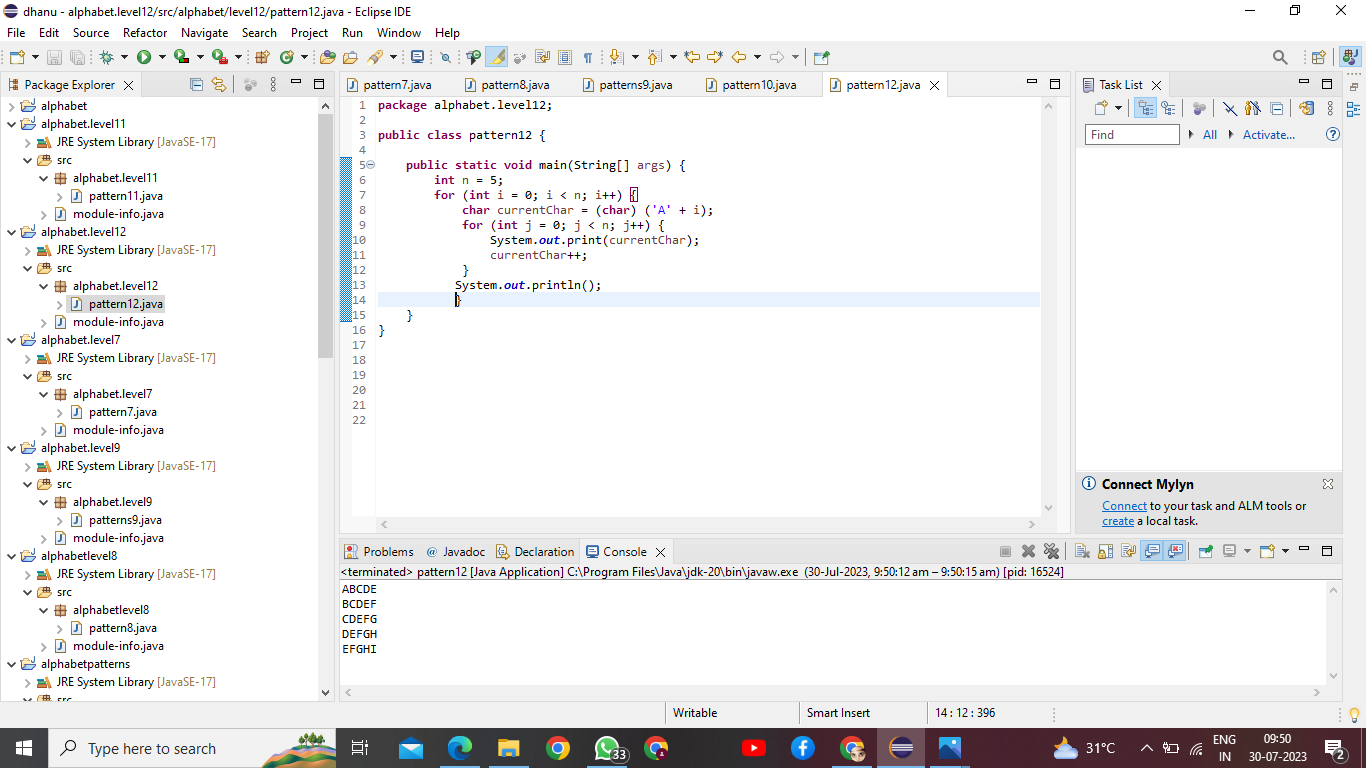 dhanu - alphabet.level12/src/alphabet/level12/pattern12.java - Eclipse IDE
File Edit Source Refactor Navigate Search Project Run Window Help
Package Explorer
alphabet
alphabet.level11
JRE System Library [JavaSE-17]
src
alphabet.level11
pattern11.java
module-info.java
alphabet.level12
JRE System Library [JavaSE-17]
src
alphabet.level12
pattern12.java
module-info.java
alphabet.level7
JRE System Library [JavaSE-17]
src
alphabet.level7
pattern7.java
module-info.java
alphabet.level9
JRE System Library [JavaSE-17]
src
alphabet.level9
patterns9.java
module-info.java
alphabetlevel8
JRE System Library [JavaSE-17]
src
alphabetlevel8
pattern8.java
module-info.java
alphabetpatterns
JRE System Library [JavaSE-17]
src
pattern7.java pattern8.java patterns9.java pattern10.java pattern12.java
1 package alphabet.level12;
2
3 public class pattern12 {
4
5 public static void main(String[] args) {
6 int n = 5;
7 for (int i = 0; i < n; i++) {
8 char currentChar = (char) ('A' + i);
9 for (int j = 0; j < n; j++) {
10 System.out.print(currentChar);
11 currentChar++;
12 }
13 System.out.println();
14 }
15 }
16 }
17
18
19
20
21
22
Task List
Find All Activate...
Connect Mylyn
Connect to your task and ALM tools or
create a local task.
Problems @ Javadoc Declaration Console
<terminated> pattern12 [Java Application] C:\Program Files\Java\jdk-20\bin\javaw.exe (30-Jul-2023, 9:50:12 am – 9:50:15 am) [pid: 16524]
ABCDE
BCDEF
CDEFG
DEFGH
EFGHI
Writable Smart Insert 14 : 12 : 396
Type here to search
33
31°C
ENG
IN
09:50
30-07-2023
2